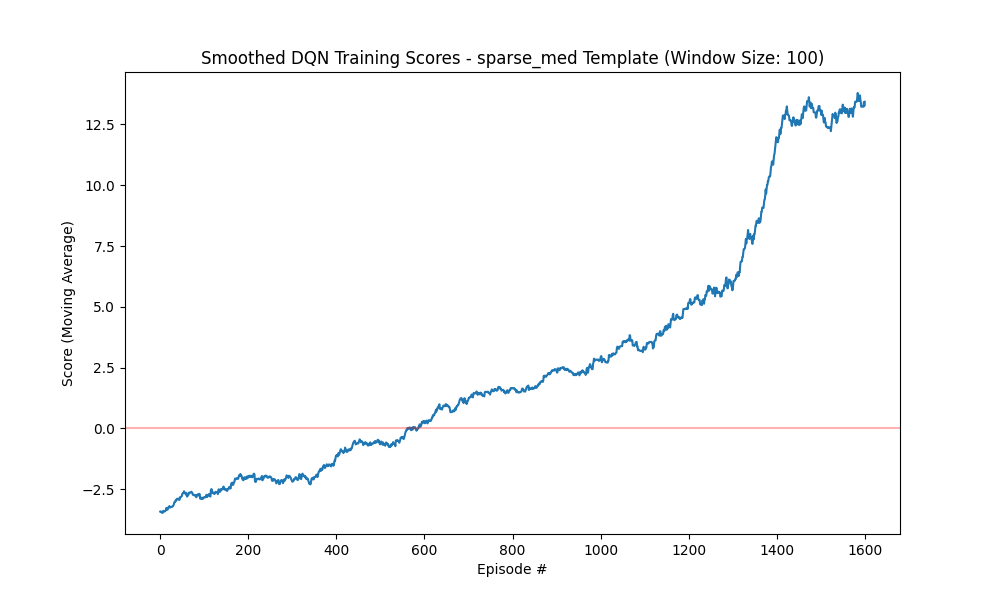 Smoothed DQN Training Scores - sparse_med Template (Window Size: 100)
12.5
10.0
7.5
5.0
2.5
0.0
−2.5
Score (Moving Average)
0 200 400 600 800 1000 1200 1400 1600
Episode #